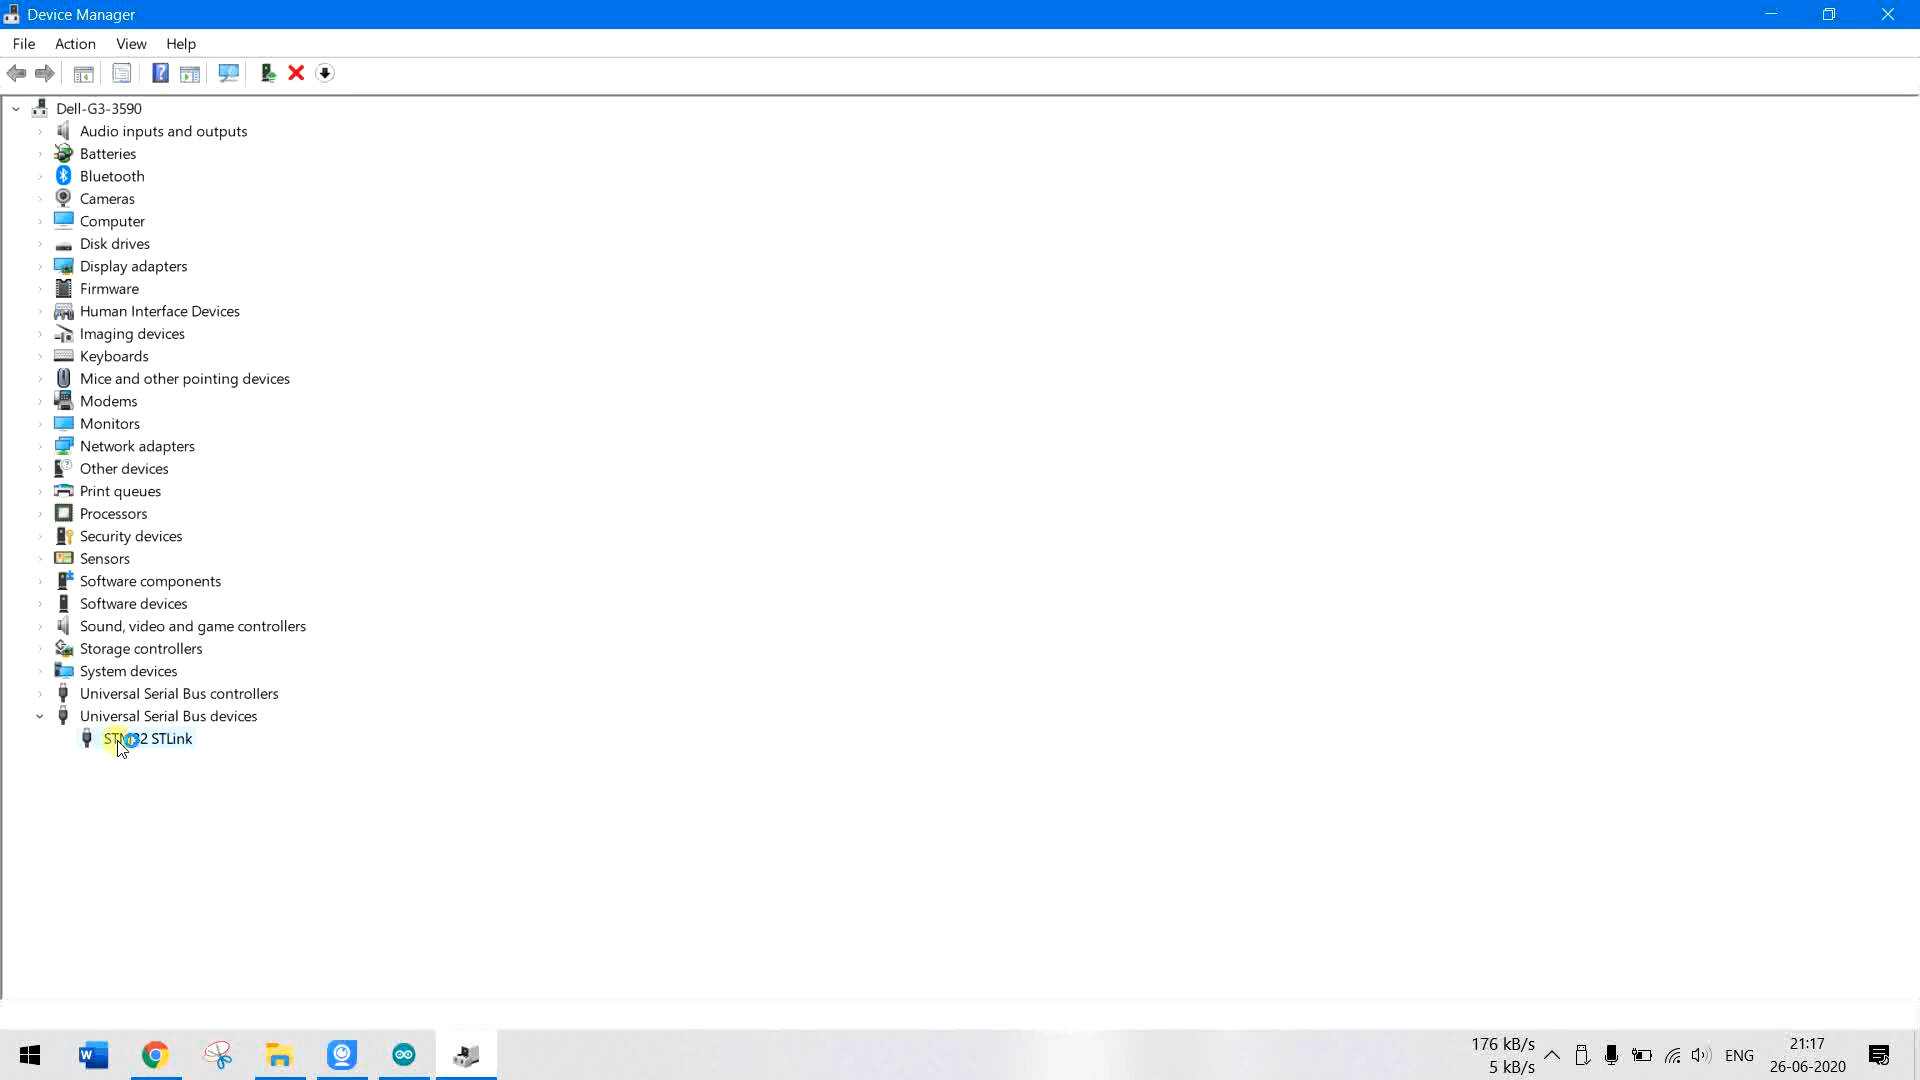 Device Manager
File Action View Help
Dell-G3-3590
Audio inputs and outputs
Batteries
Bluetooth
Cameras
Computer
Disk drives
Display adapters
Firmware
Human Interface Devices
Imaging devices
Keyboards
Mice and other pointing devices
Modems
Monitors
Network adapters
Other devices
Print queues
Processors
Security devices
Sensors
Software components
Software devices
Sound, video and game controllers
Storage controllers
System devices
Universal Serial Bus controllers
Universal Serial Bus devices
STM32 STLink
176 kB/s
5 kB/s
ENG
21:17
26-06-2020